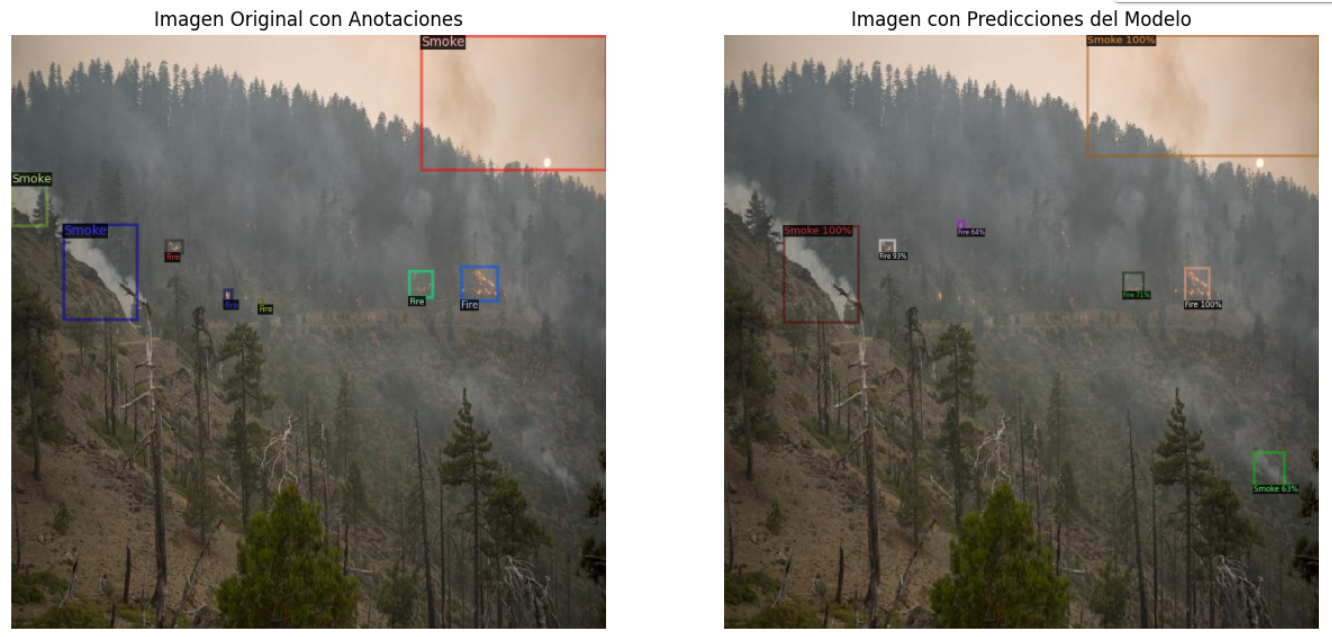 Imagen Original con Anotaciones
Smoke
Smoke
Smoke
Fire
Fire
Fire
Fire
Fire
Imagen con Predicciones del Modelo
Smoke 100%
Smoke 100%
Fire 64%
Fire 93%
Fire 71%
Fire 100%
Smoke 63%